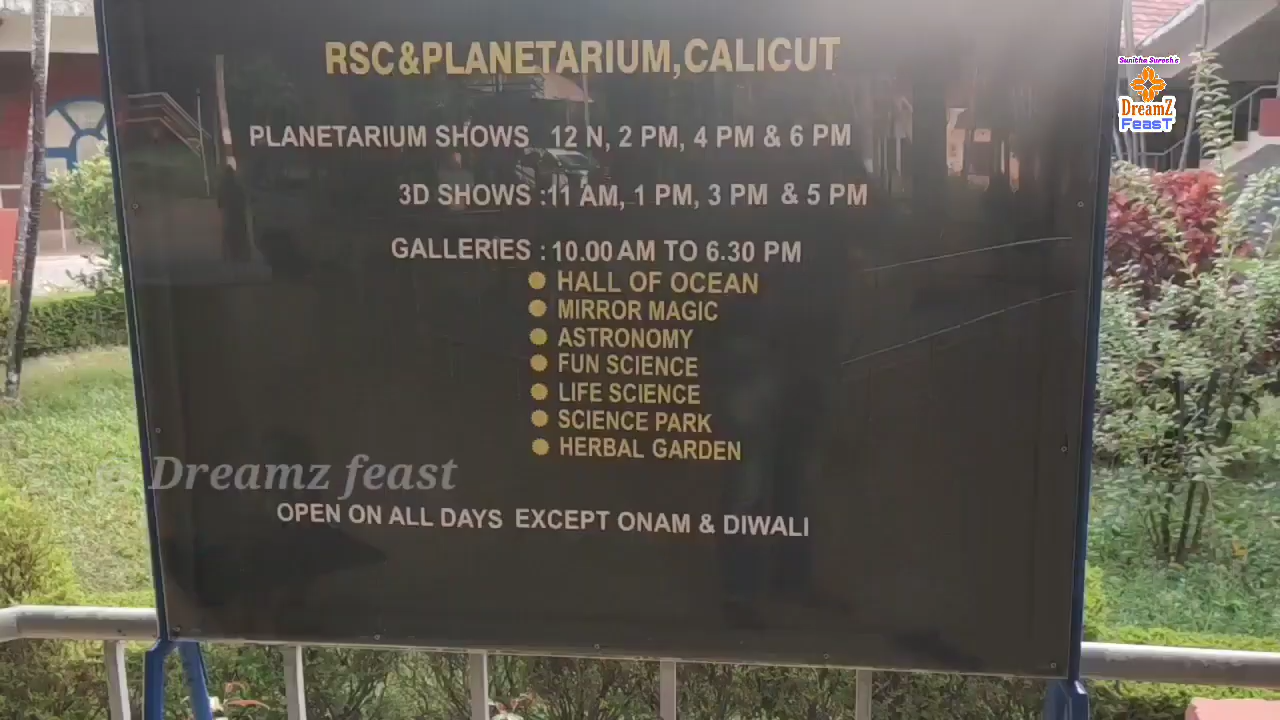 RSC&PLANETARIUM,CALICUT
PLANETARIUM SHOWS 12 N, 2 PM, 4 PM & 6 PM
3D SHOWS :11 AM, 1 PM, 3 PM & 5 PM
GALLERIES : 10.00 AM TO 6.30 PM
HALL OF OCEAN
MIRROR MAGIC
ASTRONOMY
FUN SCIENCE
LIFE SCIENCE
SCIENCE PARK
HERBAL GARDEN
OPEN ON ALL DAYS EXCEPT ONAM & DIWALI
© Dreamz feast
Sunitha Suresh's
DreamZ
FeasT